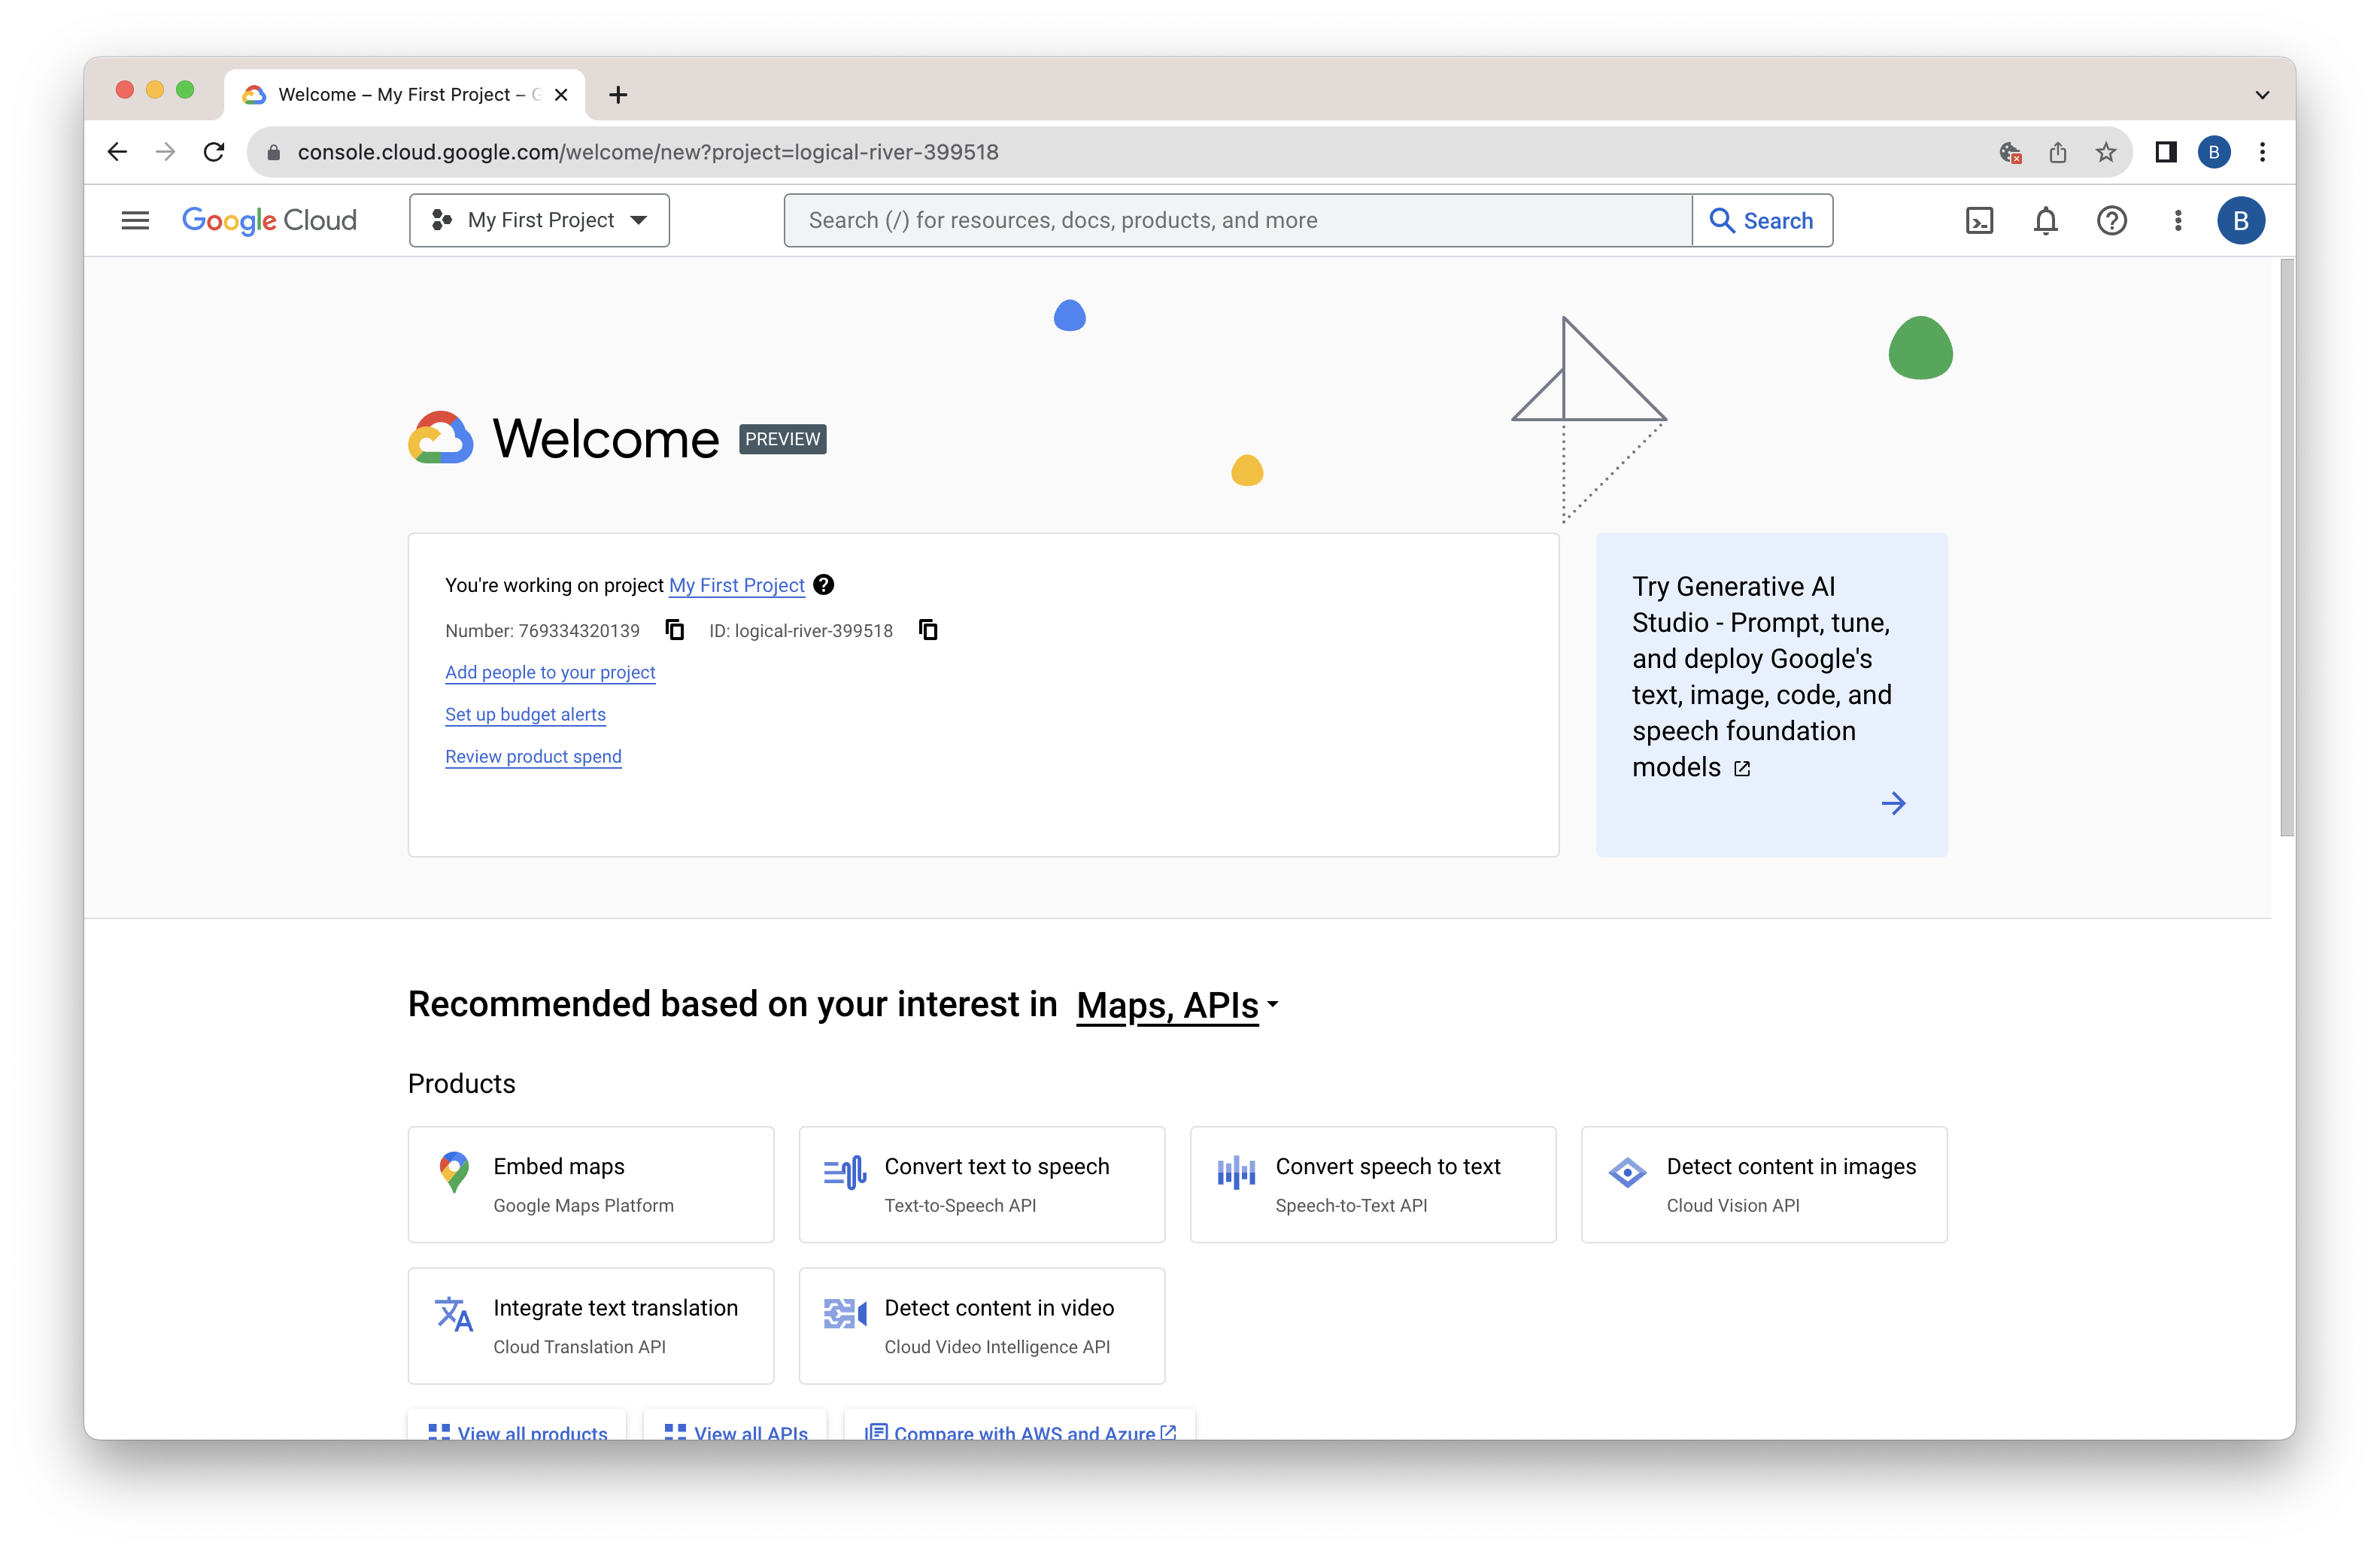 Welcome – My First Project –
console.cloud.google.com/welcome/new?project=logical-river-399518
B
Google Cloud
My First Project
Search (/) for resources, docs, products, and more
Search
B
Welcome
PREVIEW
You're working on project My First Project
Number: 769334320139
ID: logical-river-399518
Add people to your project
Set up budget alerts
Review product spend
Try Generative AI
Studio - Prompt, tune,
and deploy Google's
text, image, code, and
speech foundation
models
Recommended based on your interest in Maps, APIs
Products
Embed maps
Google Maps Platform
Convert text to speech
Text-to-Speech API
Convert speech to text
Speech-to-Text API
Detect content in images
Cloud Vision API
Integrate text translation
Cloud Translation API
Detect content in video
Cloud Video Intelligence API
View all products
View all APIs
Compare with AWS and Azure